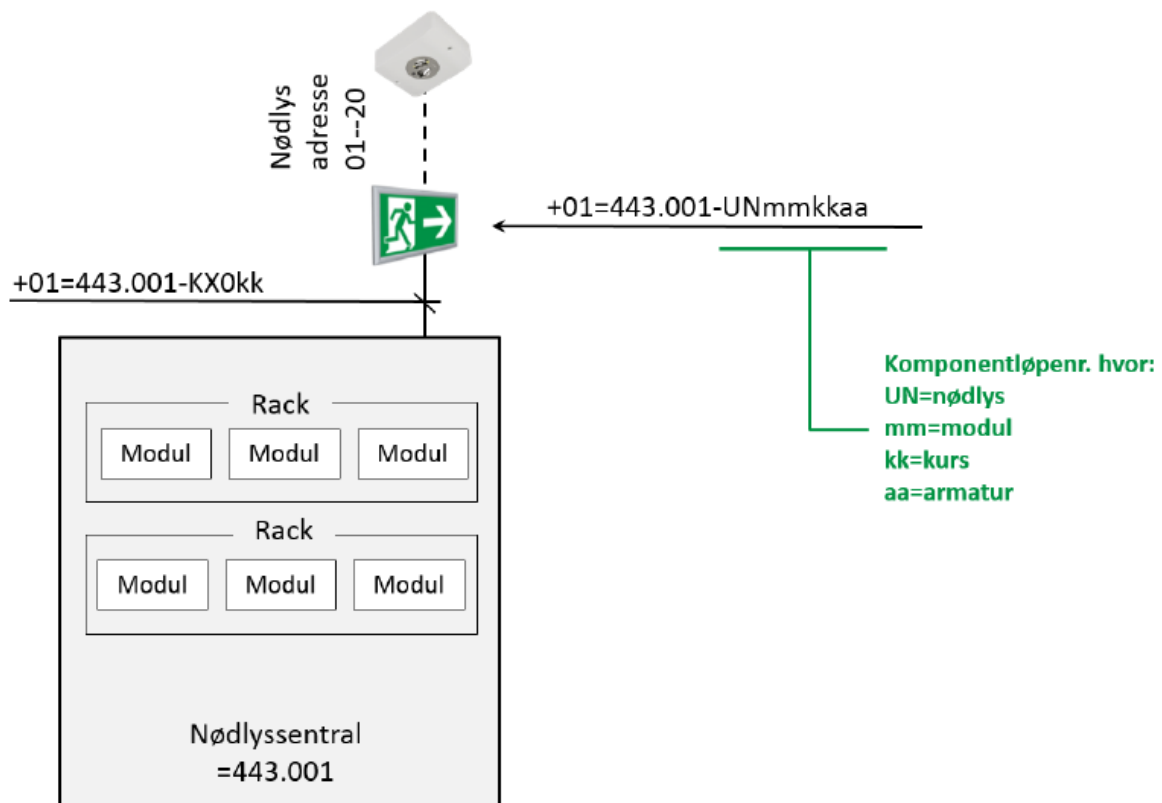 Nødlys
adresse
01--20
+01=443.001-UNmmkkaa
+01=443.001-KX0kk
Komponentløpenr. hvor:
UN=nødlys
mm=modul
kk=kurs
aa=armatur
Rack
Modul Modul Modul
Rack
Modul Modul Modul
Nødlyssentral
=443.001